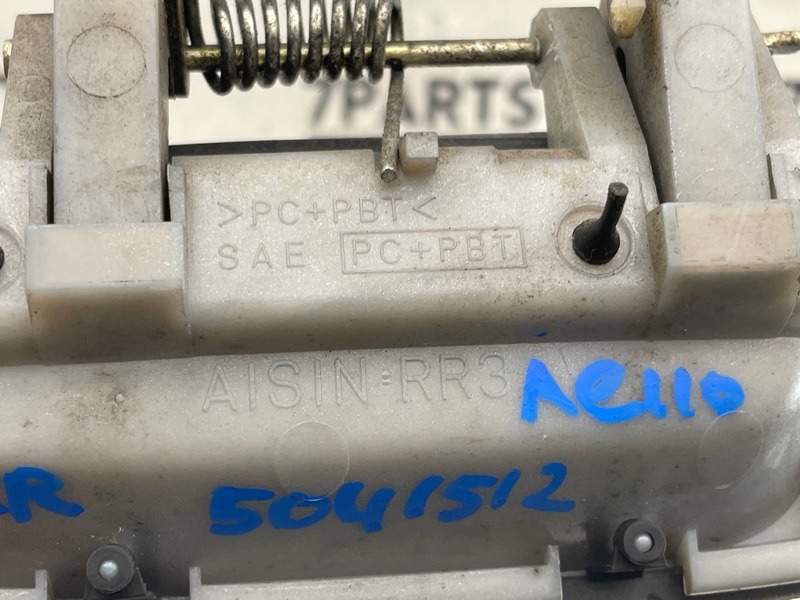 7PARTS
>PC+PBT<
SAE PC+PBT
AISIN RR3
AE110
5041512